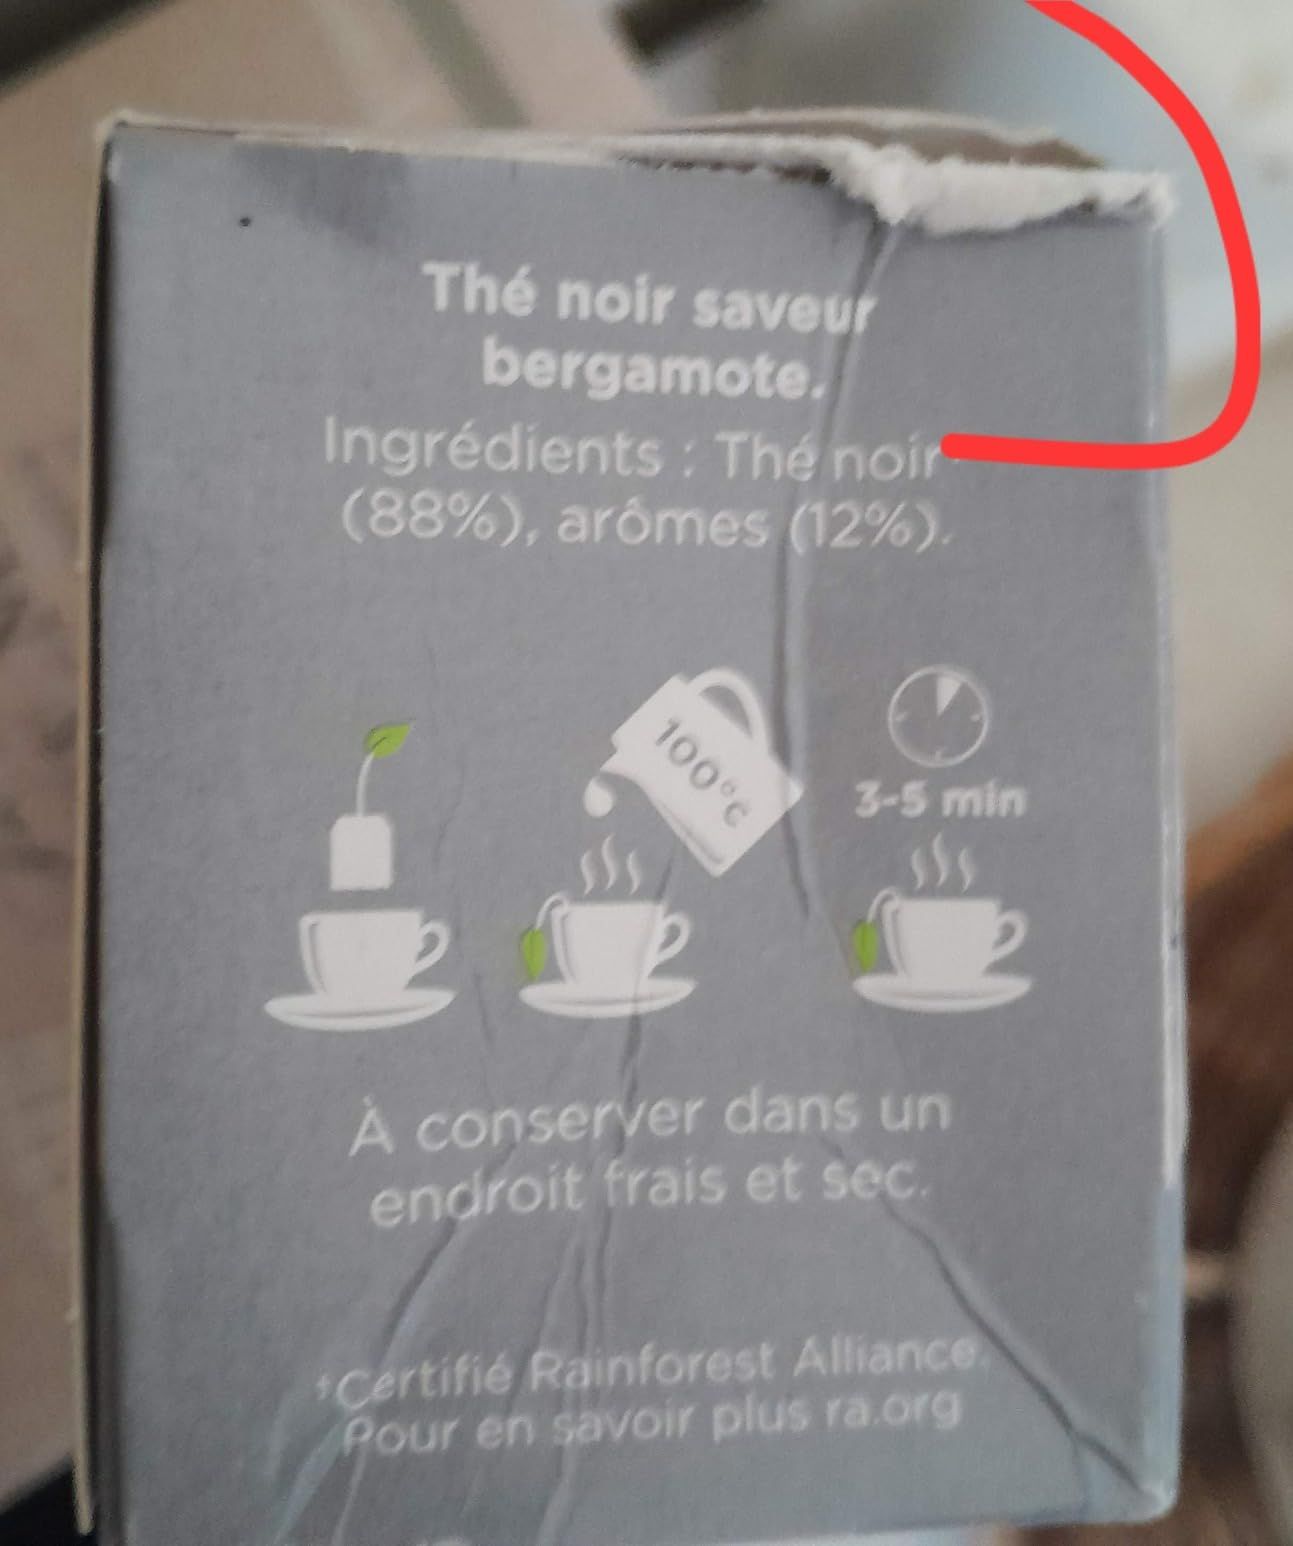 Thé noir saveur
bergamote.
Ingrédients : Thé noir
(88%), arômes (12%).
100°c
3-5 min
À conserver dans un
endroit frais et sec.
*Certifié Rainforest Alliance.
Pour en savoir plus ra.org